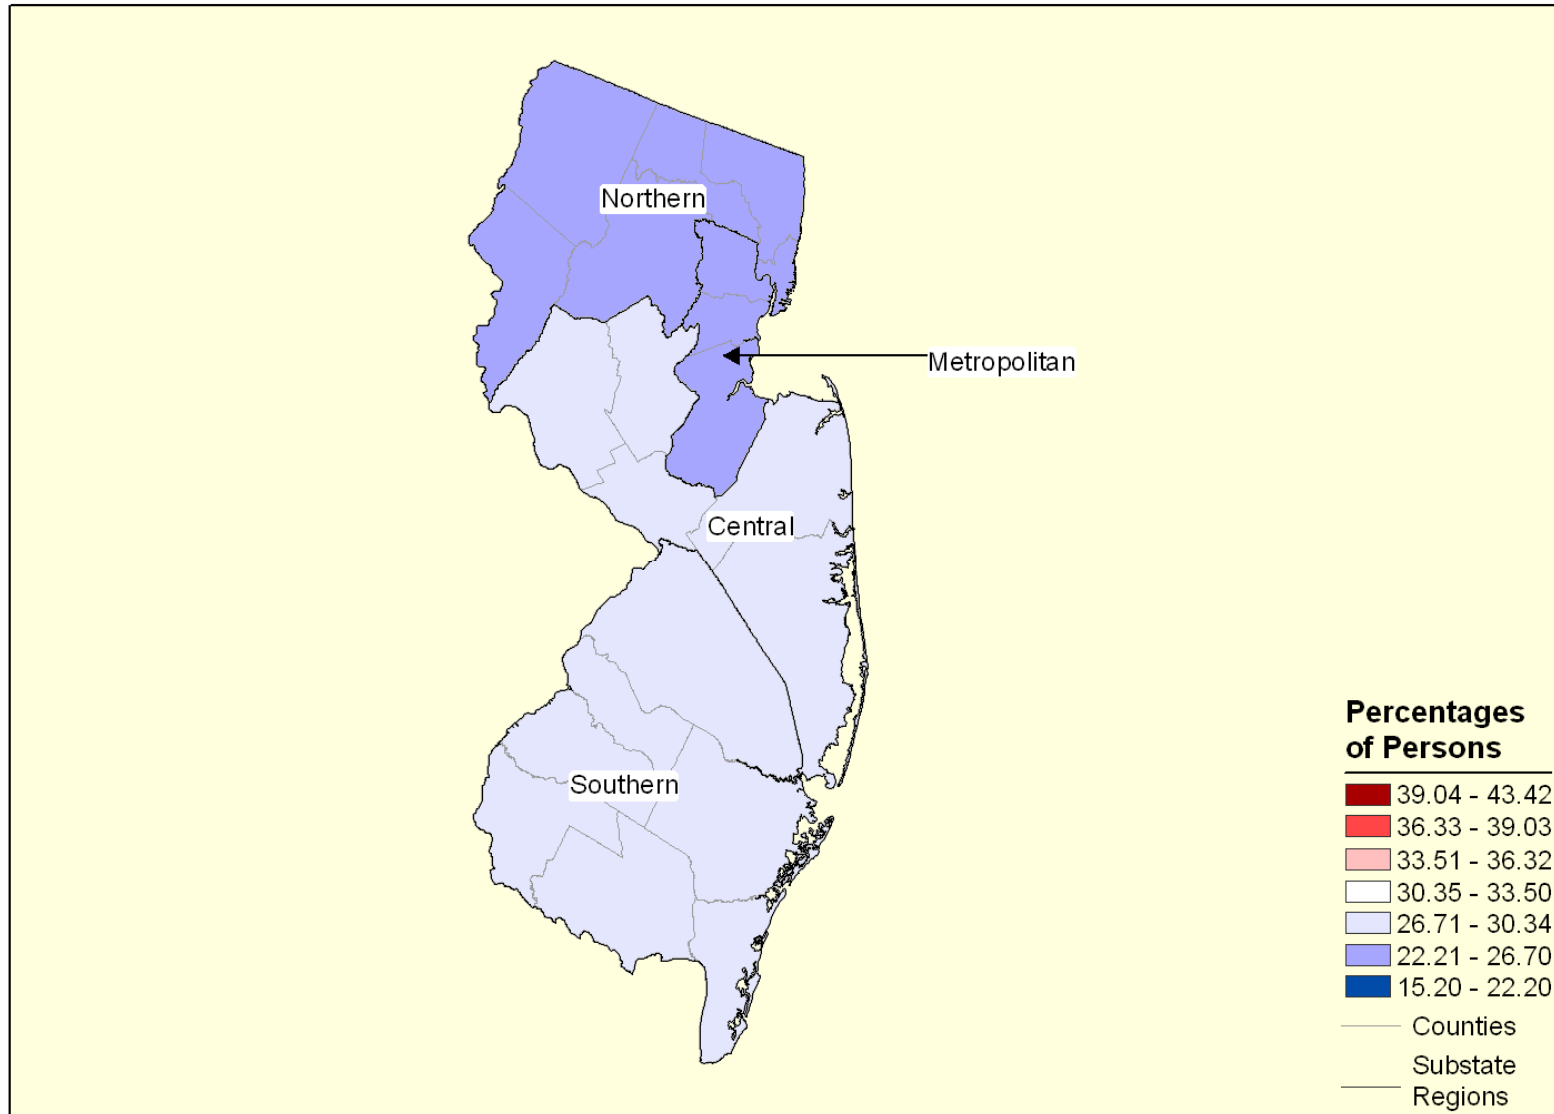 Northern
Metropolitan
Central
Southern
Percentages
of Persons
39.04 - 43.42
36.33 - 39.03
33.51 - 36.32
30.35 - 33.50
26.71 - 30.34
22.21 - 26.70
15.20 - 22.20
Counties
Substate
Regions